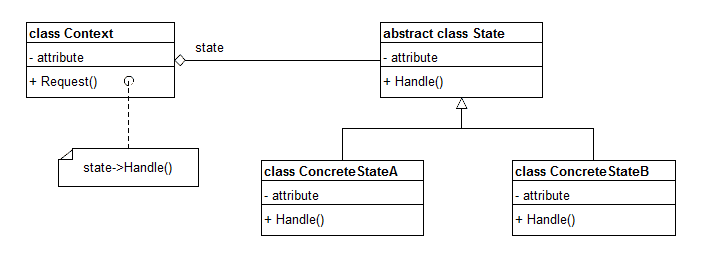 class Context
- attribute
+ Request()
state
abstract class State
- attribute
+ Handle()
state->Handle()
class ConcreteStateA
- attribute
+ Handle()
class ConcreteStateB
- attribute
+ Handle()